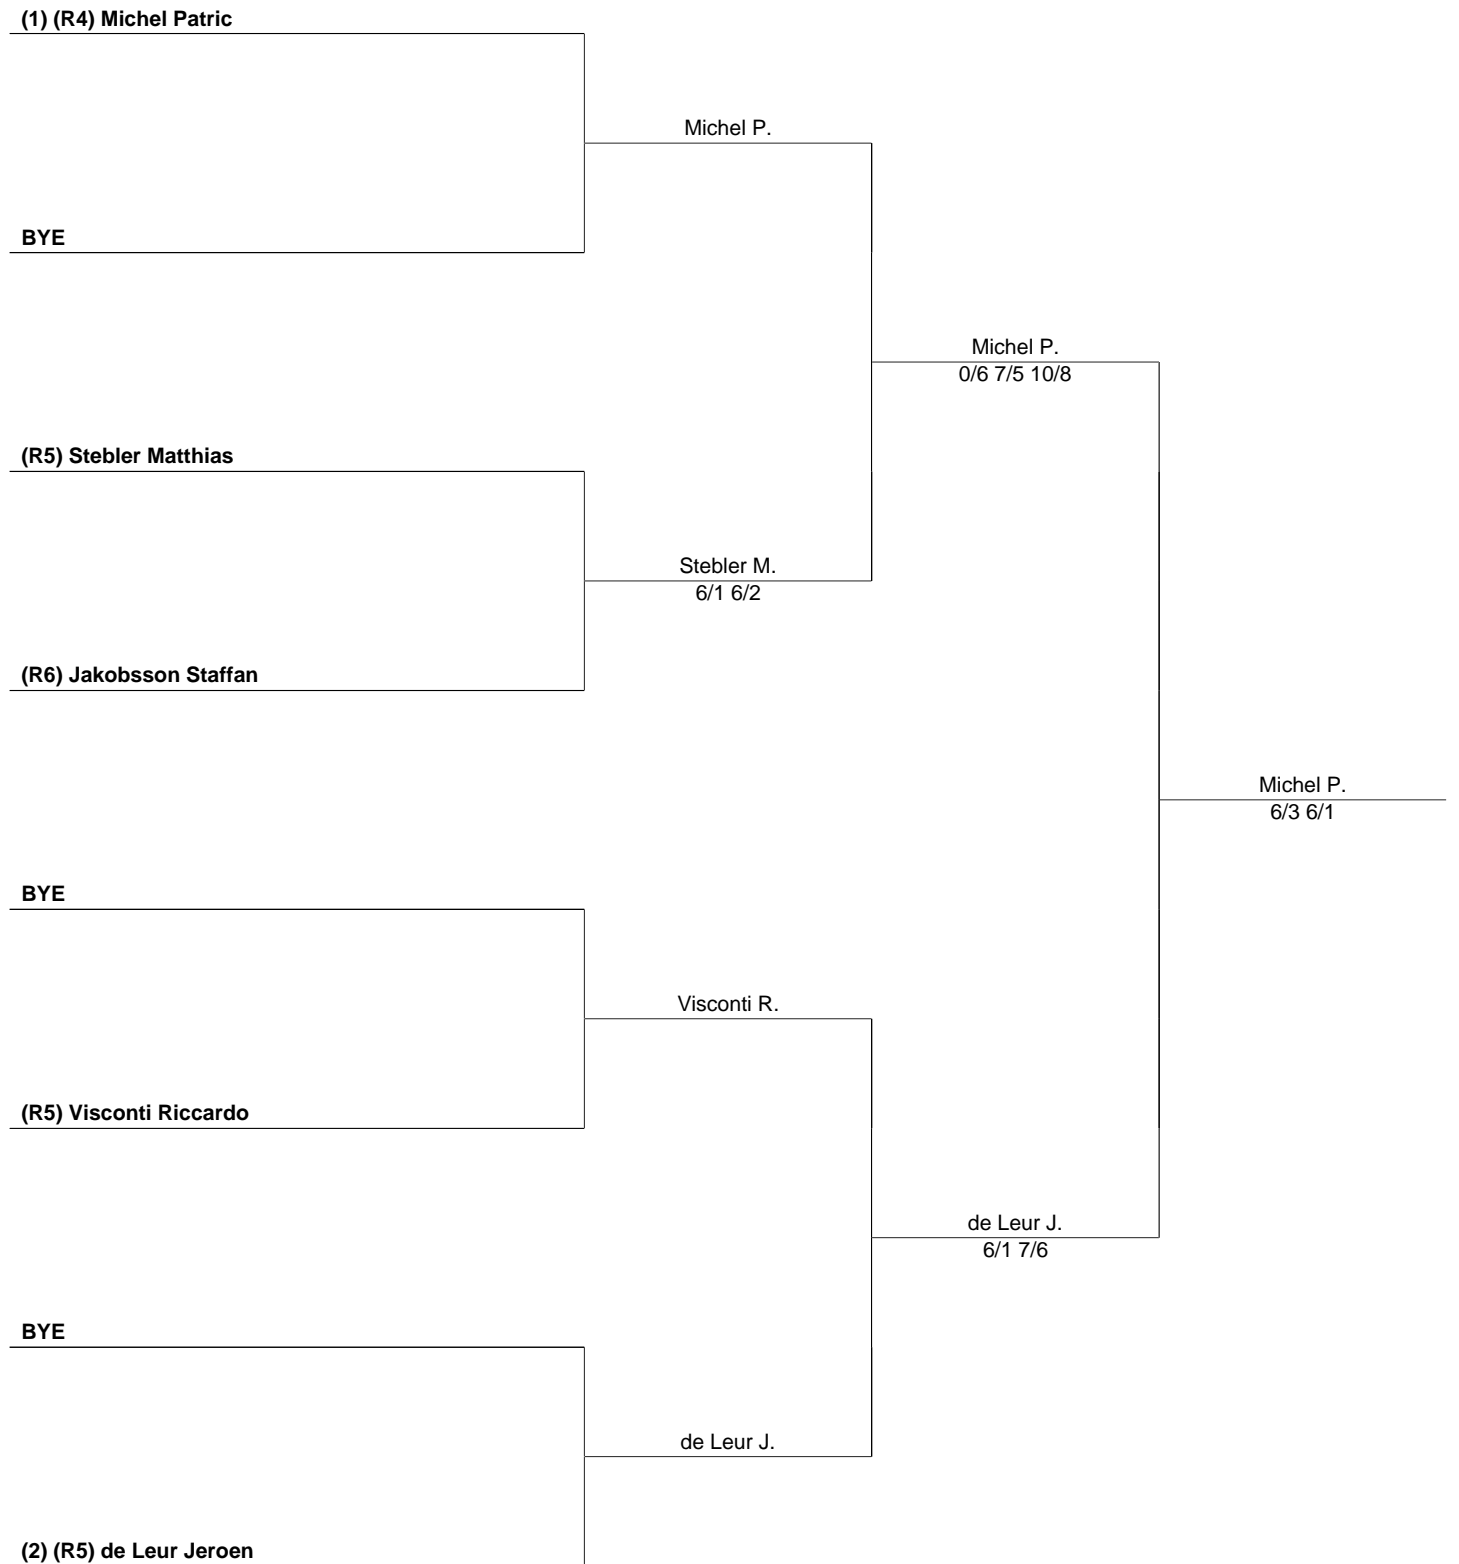 (1) (R4) Michel Patric
Michel P.
BYE
Michel P.
0/6 7/5 10/8
(R5) Stebler Matthias
Stebler M.
6/1 6/2
(R6) Jakobsson Staffan
Michel P.
6/3 6/1
BYE
Visconti R.
(R5) Visconti Riccardo
de Leur J.
6/1 7/6
BYE
de Leur J.
(2) (R5) de Leur Jeroen